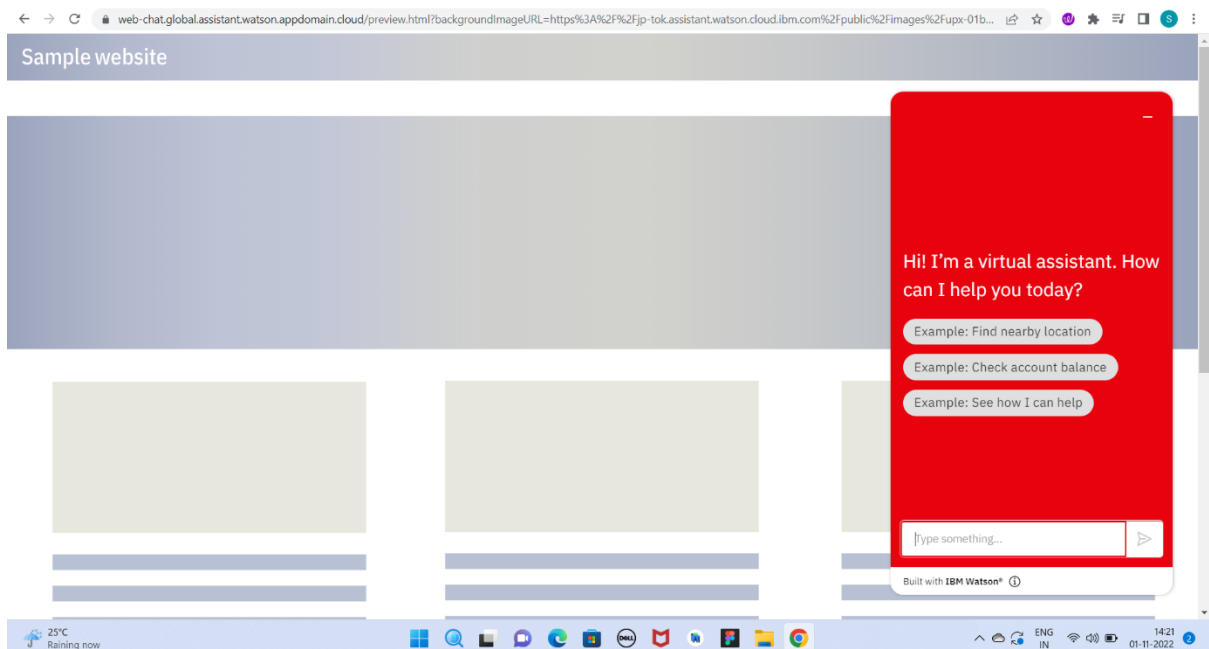 web-chat.global.assistant.watson.appdomain.cloud/preview.html?backgroundImageURL=https%3A%2F%2Fjp-tok.assistant.watson.cloud.ibm.com%2Fpublic%2Fimages%2Fupx-01b...
S
Sample website
Hi! I'm a virtual assistant. How
can I help you today?
Example: Find nearby location
Example: Check account balance
Example: See how I can help
Type something...
Built with IBM Watson®
25°C
Raining now
DELL
ENG
IN
14:21
01-11-2022
2